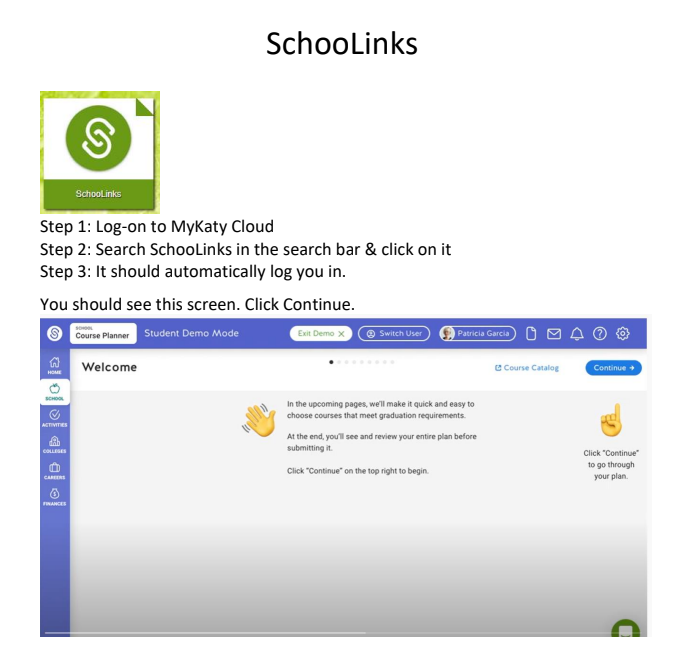 SchooLinks
SchooLinks
Step 1: Log-on to MyKaty Cloud
Step 2: Search SchooLinks in the search bar & click on it
Step 3: It should automatically log you in.
You should see this screen. Click Continue.
SCHOOL
Course Planner
Student Demo Mode
Exit Demo X
Switch User
Patricia Garcia
HOME
Welcome
Course Catalog
Continue →
SCHOOL
ACTIVITIES
COLLEGES
CAREERS
FINANCES
In the upcoming pages, we'll make it quick and easy to
choose courses that meet graduation requirements.
At the end, you'll see and review your entire plan before
submitting it.
Click "Continue" on the top right to begin.
Click "Continue"
to go through
your plan.